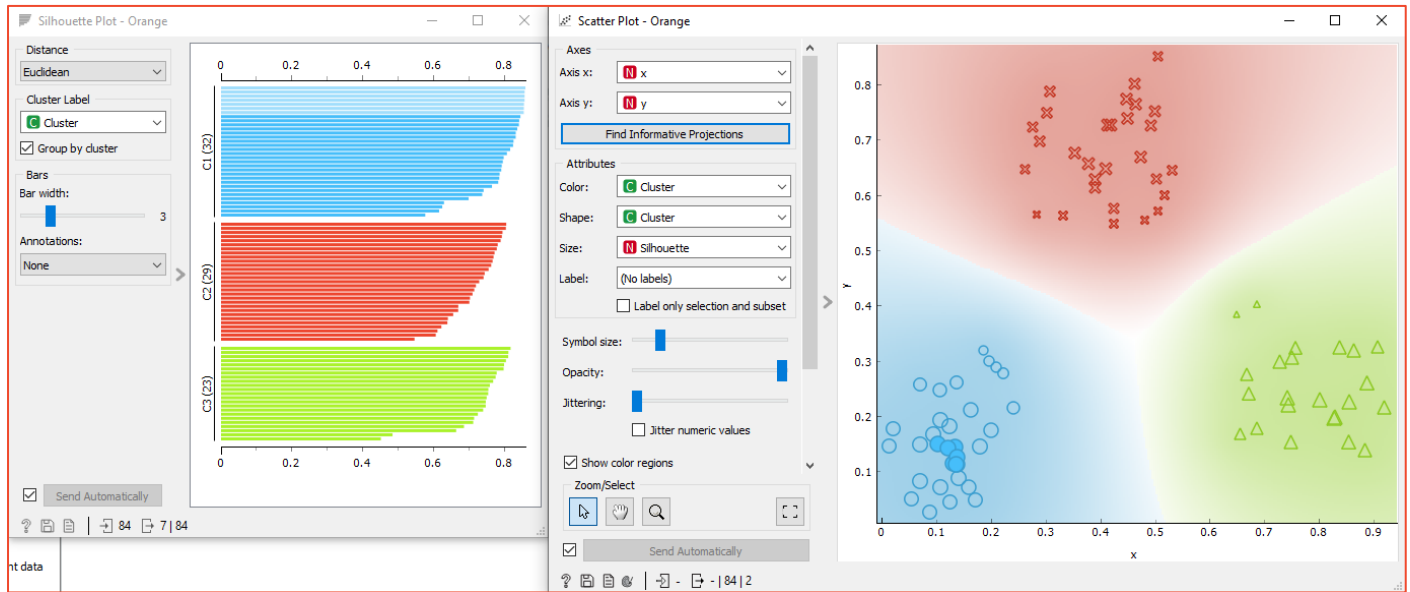 Silhouette Plot - Orange
Distance
Euclidean
Cluster Label
C Cluster
Group by cluster
Bars
Bar width:
3
Annotations:
None
Send Automatically
? 84 7 | 84
0 0.2 0.4 0.6 0.8
C1 (32)
C2 (29)
C3 (23)
0 0.2 0.4 0.6 0.8
nt data
Scatter Plot - Orange
Axes
Axis x: N x
Axis y: N y
Find Informative Projections
Attributes
Color: C Cluster
Shape: C Cluster
Size: N Silhouette
Label: (No labels)
Label only selection and subset
Symbol size:
Opacity:
Jittering:
Jitter numeric values
Show color regions
Zoom/Select
Send Automatically
? - - | 84 | 2
0.8
0.7
0.6
0.5
0.4
0.3
0.2
0.1
y
0 0.1 0.2 0.3 0.4 0.5 0.6 0.7 0.8 0.9
x